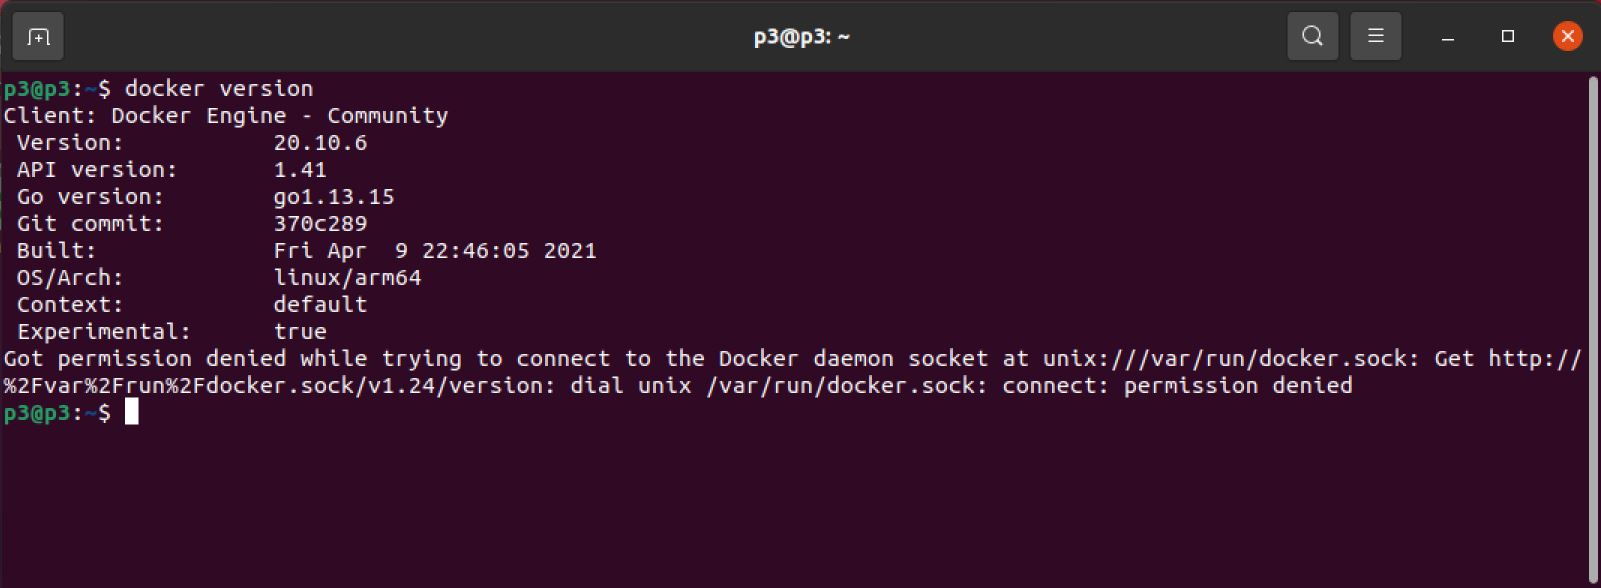 p3@p3: ~
p3@p3:~$ docker version
Client: Docker Engine - Community
 Version:           20.10.6
 API version:       1.41
 Go version:        go1.13.15
 Git commit:        370c289
 Built:             Fri Apr  9 22:46:05 2021
 OS/Arch:           linux/arm64
 Context:           default
 Experimental:      true
Got permission denied while trying to connect to the Docker daemon socket at unix:///var/run/docker.sock: Get http://
%2Fvar%2Frun%2Fdocker.sock/v1.24/version: dial unix /var/run/docker.sock: connect: permission denied
p3@p3:~$